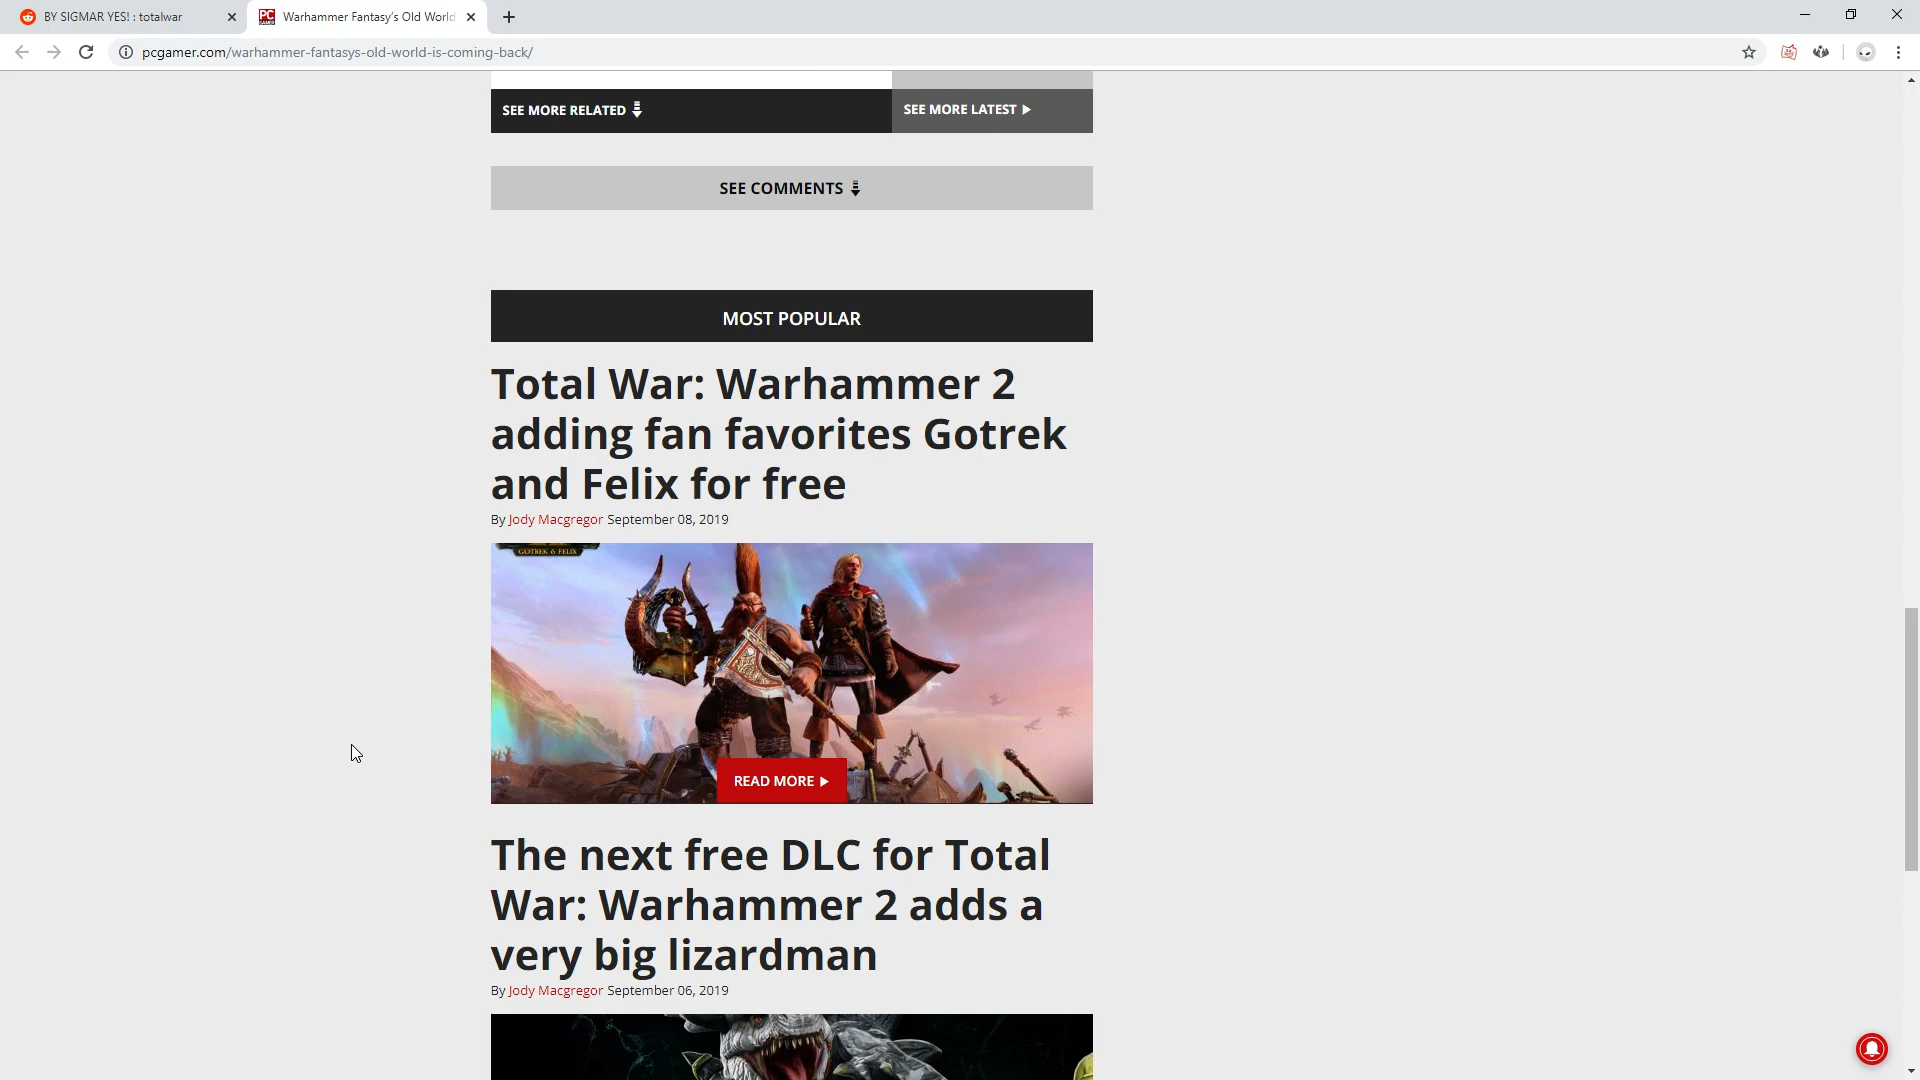 BY SIGMAR YES! : totalwar
PC GAMER
Warhammer Fantasy's Old World
pcgamer.com/warhammer-fantasys-old-world-is-coming-back/
SEE MORE RELATED
SEE MORE LATEST
SEE COMMENTS
MOST POPULAR
Total War: Warhammer 2
adding fan favorites Gotrek
and Felix for free
By Jody Macgregor September 08, 2019
GOTREK & FELIX
READ MORE
The next free DLC for Total
War: Warhammer 2 adds a
very big lizardman
By Jody Macgregor September 06, 2019